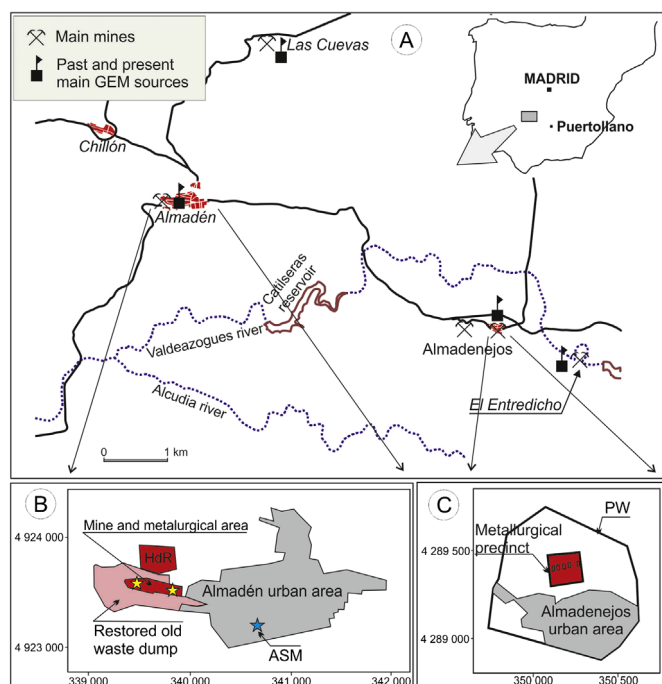 Main mines
Past and present
main GEM sources
A
Las Cuevas
MADRID
Puertollano
Chillón
Almadén
Catilseras
reservoir
Valdeazogues river
Almadenejos
Alcudia river
El Entredicho
0 1 km
B
4 924 000
Mine and metalurgical area
HdR
Almadén urban area
4 923 000
Restored old
waste dump
ASM
339 000 340 000 341 000 342 000
C
PW
4 289 500
Metallurgical
precinct
Almadenejos
urban area
4 289 000
350 000 350 500